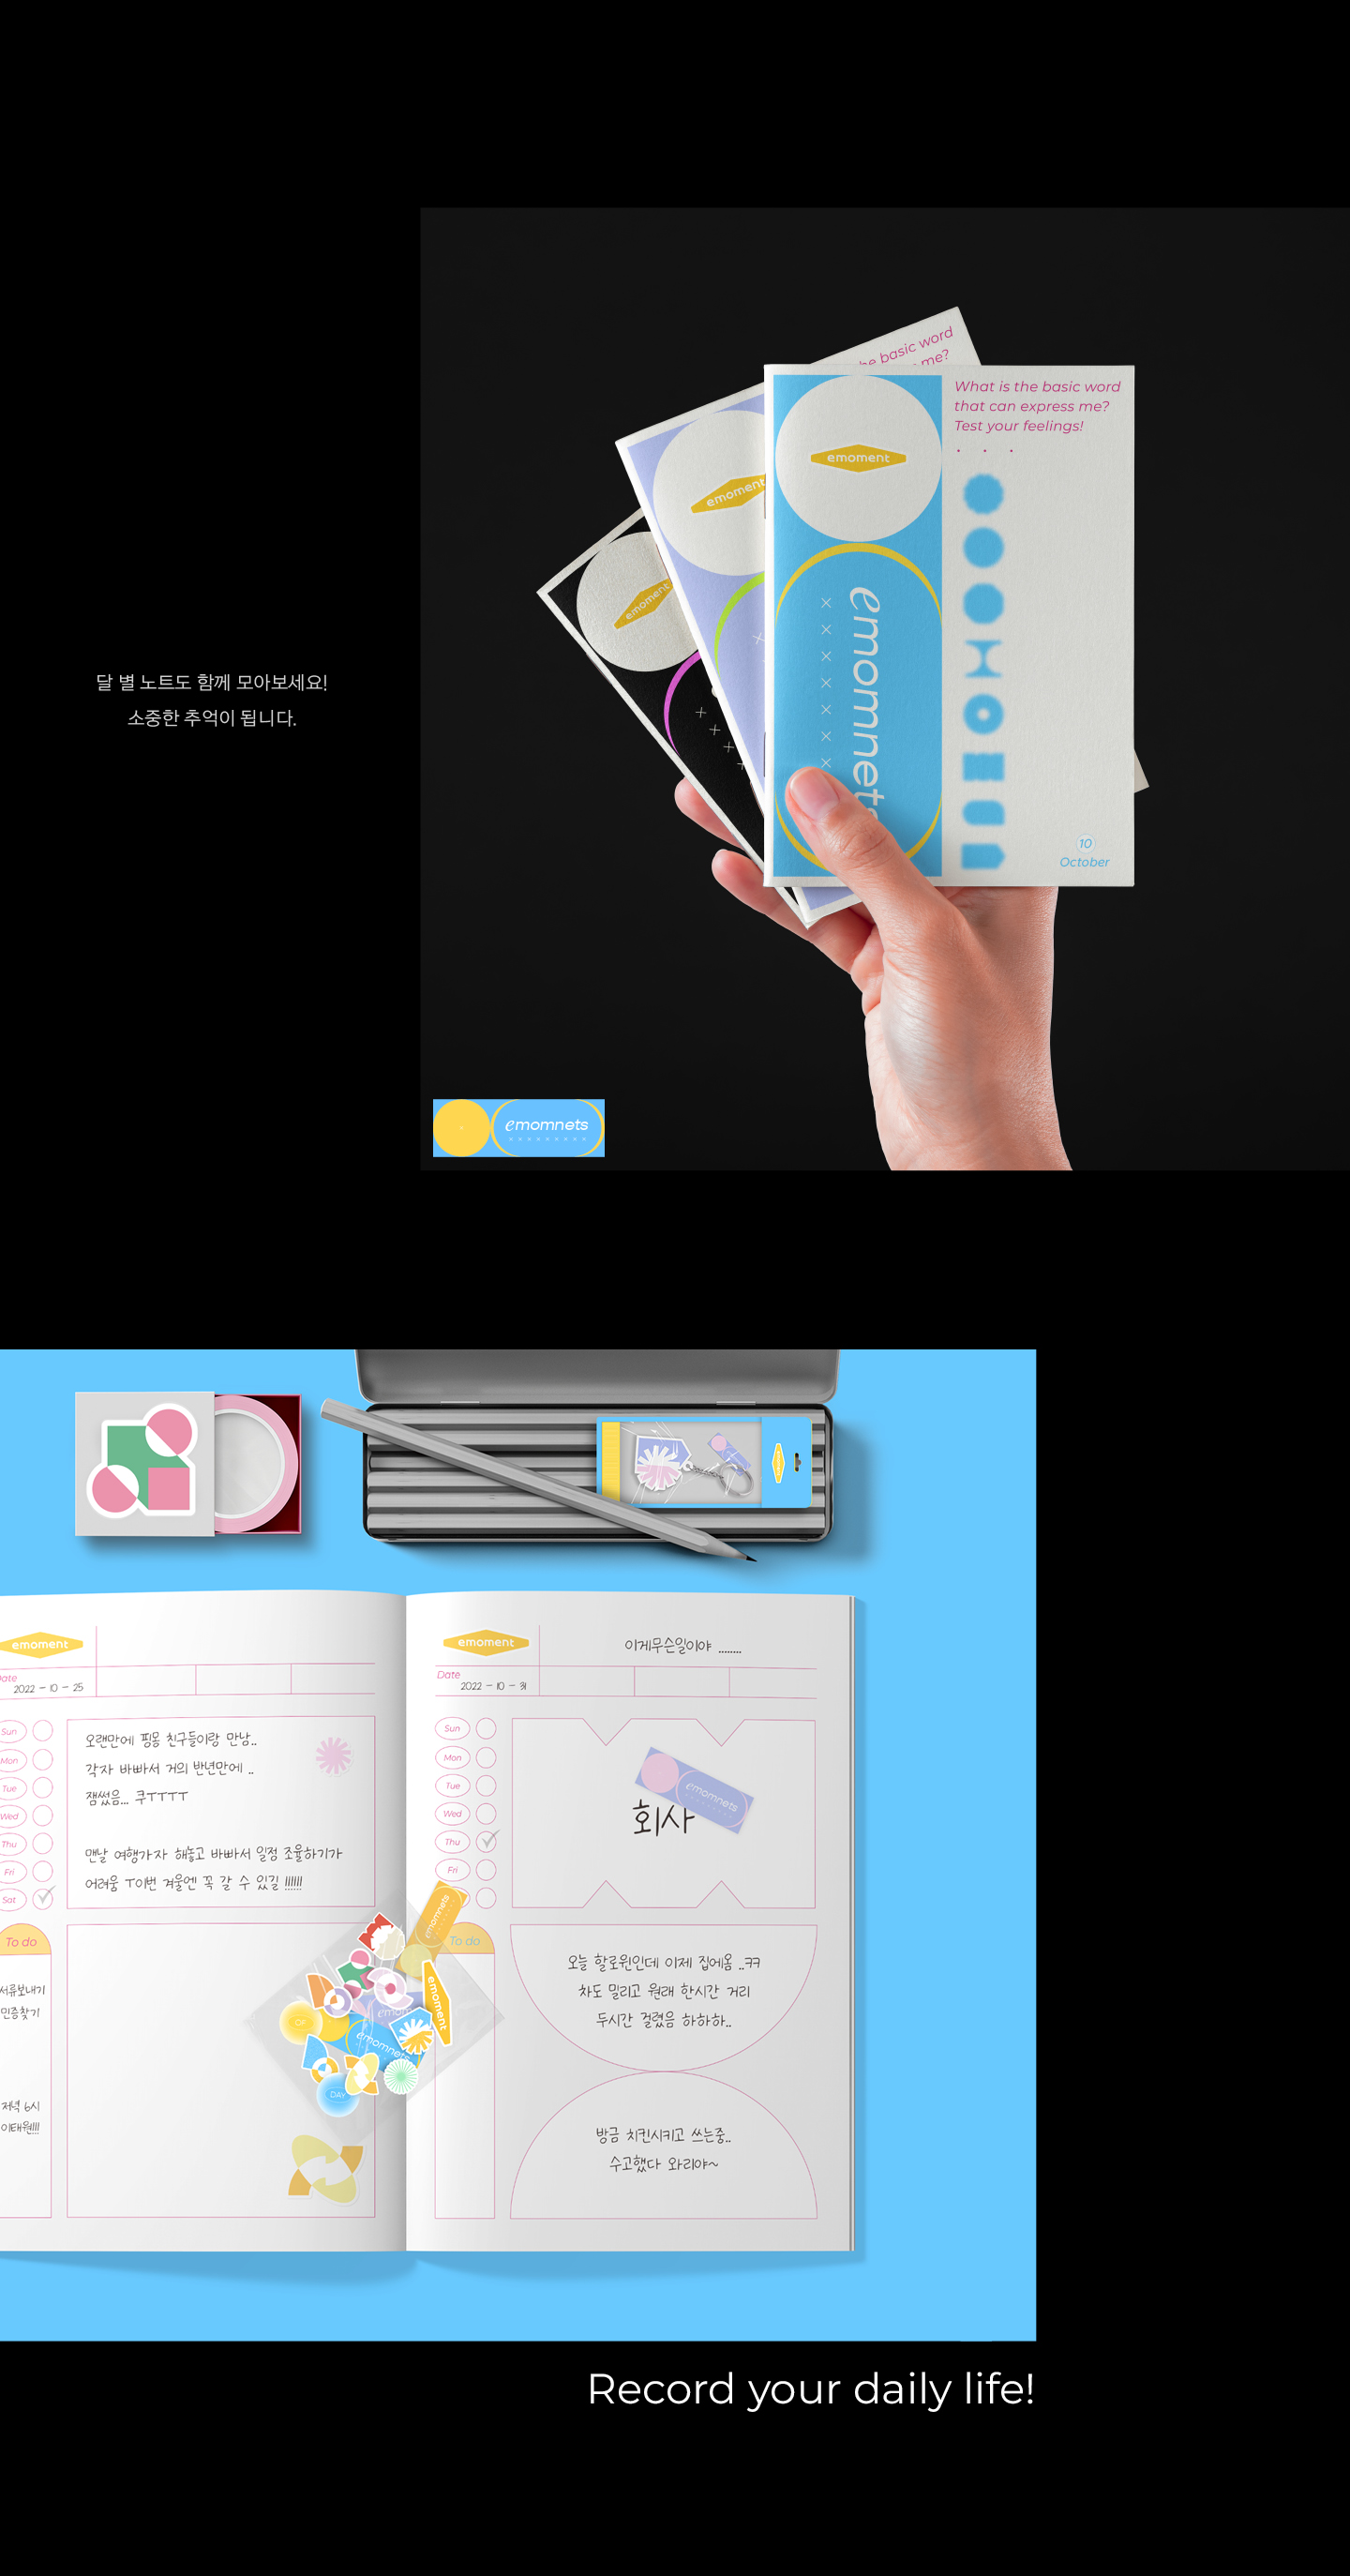 he basic word
me?
What is the basic word
that can express me?
Test your feelings!
emoment
emoment
emoment
emomnets
10
October
달 별 노트도 함께 모아보세요!
소중한 추억이 됩니다.
emomnets
emoment
Date
2022 - 10 - 25
Sun
Mon
Tue
Wed
Thu
Fri
Sat
오랜만에 핑몽 친구들이랑 만남..
각자 바빠서 거의 반년만에 ..
잼썼음... 쿠TTTT
맨날 여행가자 해놓고 바빠서 일정 조율하기가
어려움 T이번 겨울엔 꼭 갈 수 있길 !!!!!!
To do
서류보내기
민증찾기
저녁 6시
이태원!!!
emoment
이게무슨일이야 ........
Date
2022 - 10 - 31
Sun
Mon
Tue
Wed
Thu
Fri
emomnets
회사
To do
오늘 할로윈인데 이제 집에옴 ..ㅋㅋ
차도 밀리고 원래 한시간 거리
두시간 걸렸음 하하하..
방금 치킨시키고 쓰는중..
수고했다 와리야~
emomnets
emoment
OF
emomnets
DAY
Record your daily life!